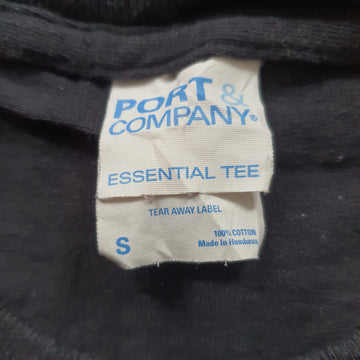 PORT &
COMPANY®
ESSENTIAL TEE
TEAR AWAY LABEL
S
100% COTTON
Made In Honduras